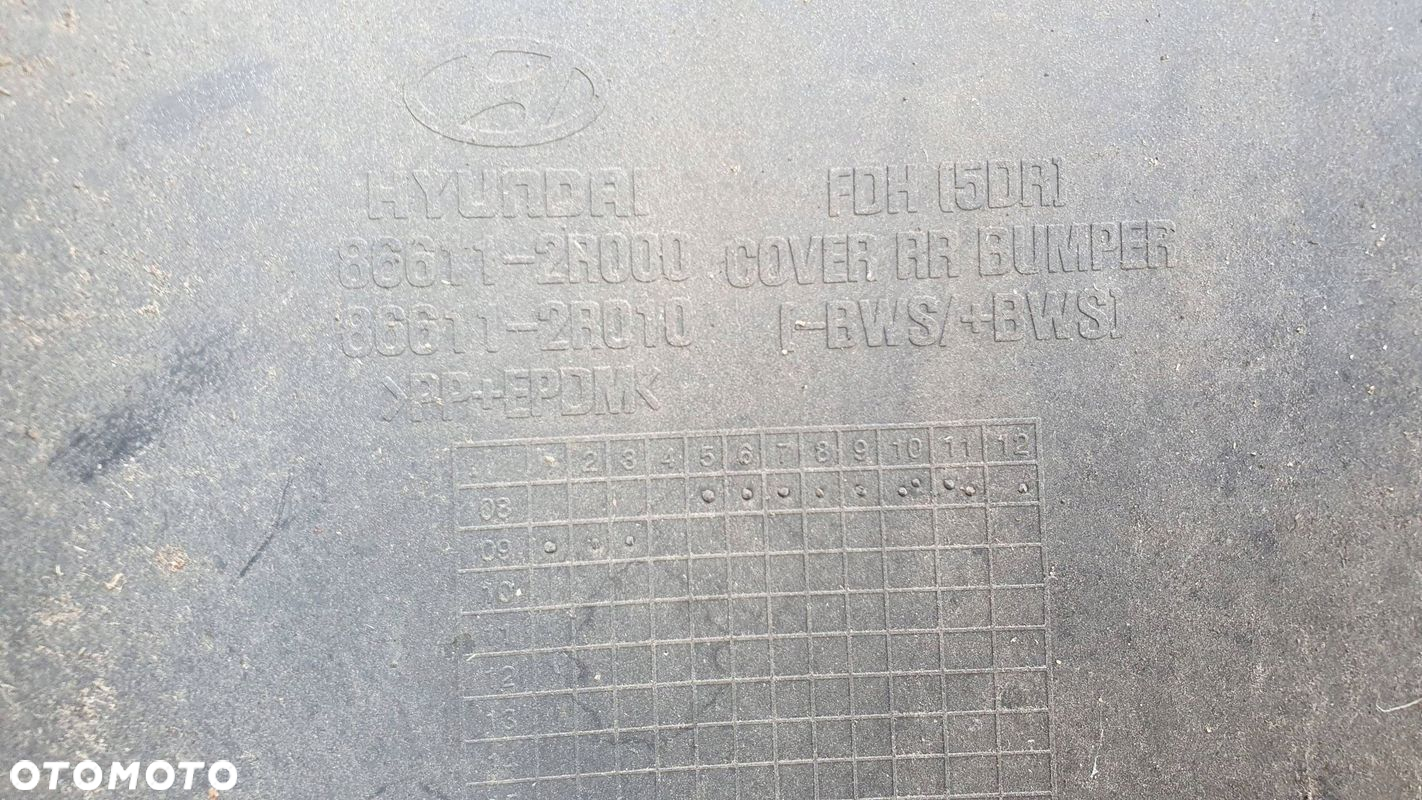 HYUNDAI FDH (5DR)
86611-2R000 COVER RR BUMPER
86611-2R010 (-BWS/+BWS)
>PP+EPDM<
2 3 4 5 6 7 8 9 10 11 12
08
09
10
12
13
OTOMOTO